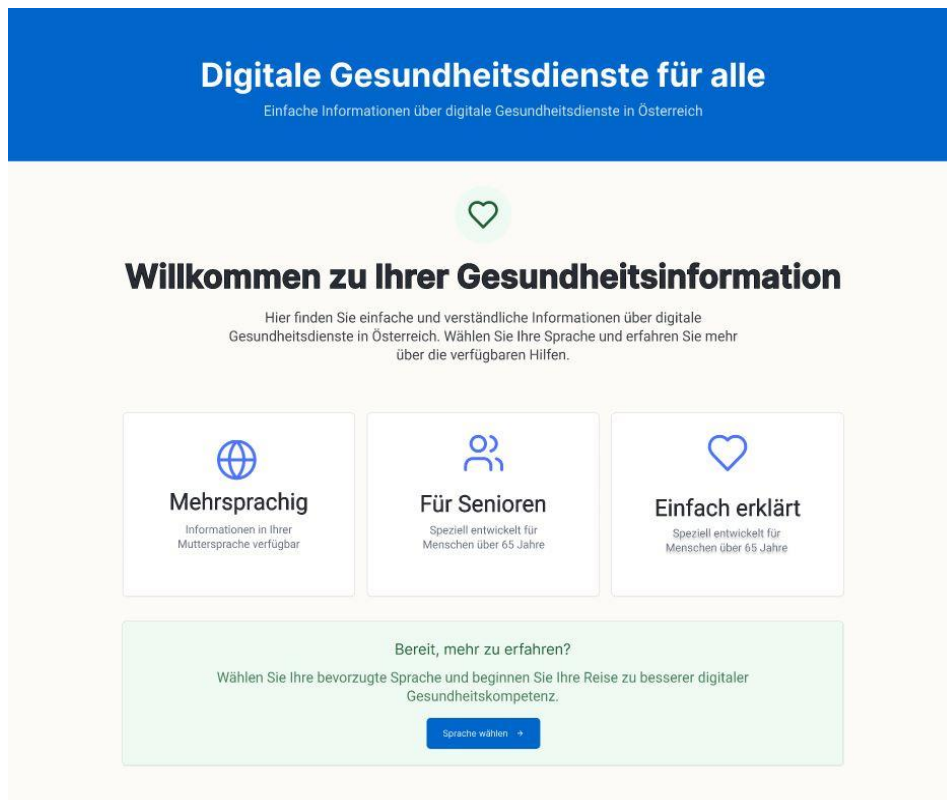 Digitale Gesundheitsdienste für alle
Einfache Informationen über digitale Gesundheitsdienste in Österreich
Willkommen zu Ihrer Gesundheitsinformation
Hier finden Sie einfache und verständliche Informationen über digitale
Gesundheitsdienste in Österreich. Wählen Sie Ihre Sprache und erfahren Sie mehr
über die verfügbaren Hilfen.
Mehrsprachig
Informationen in Ihrer
Muttersprache verfügbar
Für Senioren
Speziell entwickelt für
Menschen über 65 Jahre
Einfach erklärt
Speziell entwickelt für
Menschen über 65 Jahre
Bereit, mehr zu erfahren?
Wählen Sie Ihre bevorzugte Sprache und beginnen Sie Ihre Reise zu besserer digitaler
Gesundheitskompetenz.
Sprache wählen →